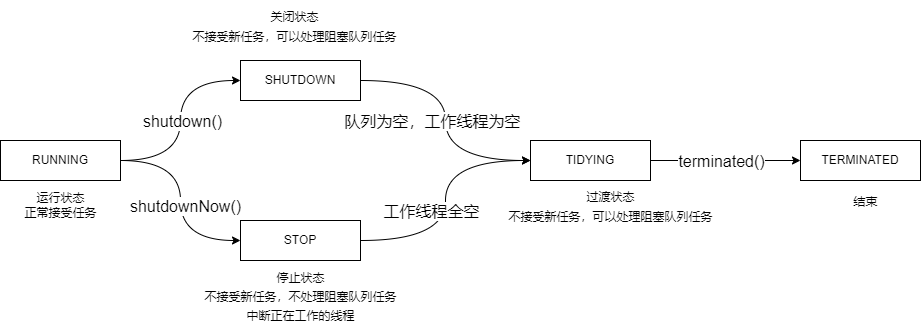 关闭状态
不接受新任务，可以处理阻塞队列任务
SHUTDOWN
shutdown()
队列为空，工作线程为空
RUNNING
运行状态
正常接受任务
TIDYING
过渡状态
不接受新任务，可以处理阻塞队列任务
terminated()
TERMINATED
结束
shutdownNow()
工作线程全空
STOP
停止状态
不接受新任务，不处理阻塞队列任务
中断正在工作的线程